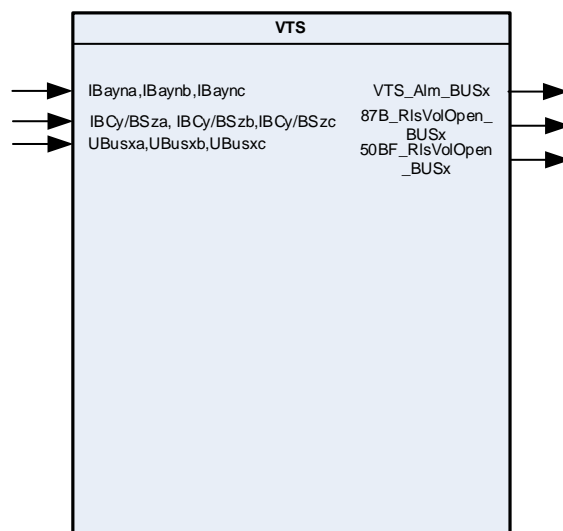 VTS
IBayna,IBaynb,IBaync
IBCy/BSza, IBCy/BSzb,IBCy/BSzc
UBusxa,UBusxb,UBusxc
VTS_Alm_BUSx
87B_RlsVolOpen_
BUSx
50BF_RlsVolOpen
_BUSx